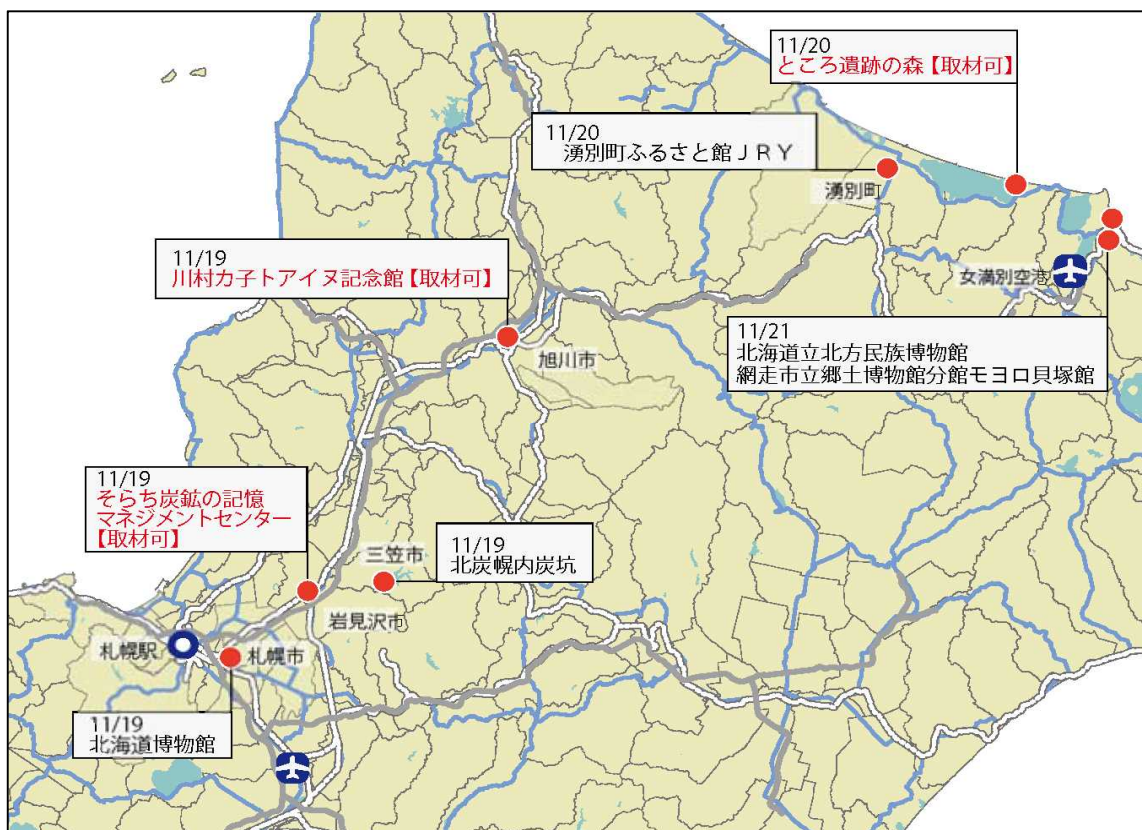 11/20
ところ遺跡の森【取材可】
11/20
湧別町ふるさと館ＪＲＹ
湧別町
11/19
川村カ子トアイヌ記念館【取材可】
女満別空港
旭川市
11/21
北海道立北方民族博物館
網走市立郷土博物館分館モヨロ貝塚館
11/19
そらち炭鉱の記憶
マネジメントセンター
【取材可】
三笠市
11/19
北炭幌内炭坑
岩見沢市
札幌駅
札幌市
11/19
北海道博物館